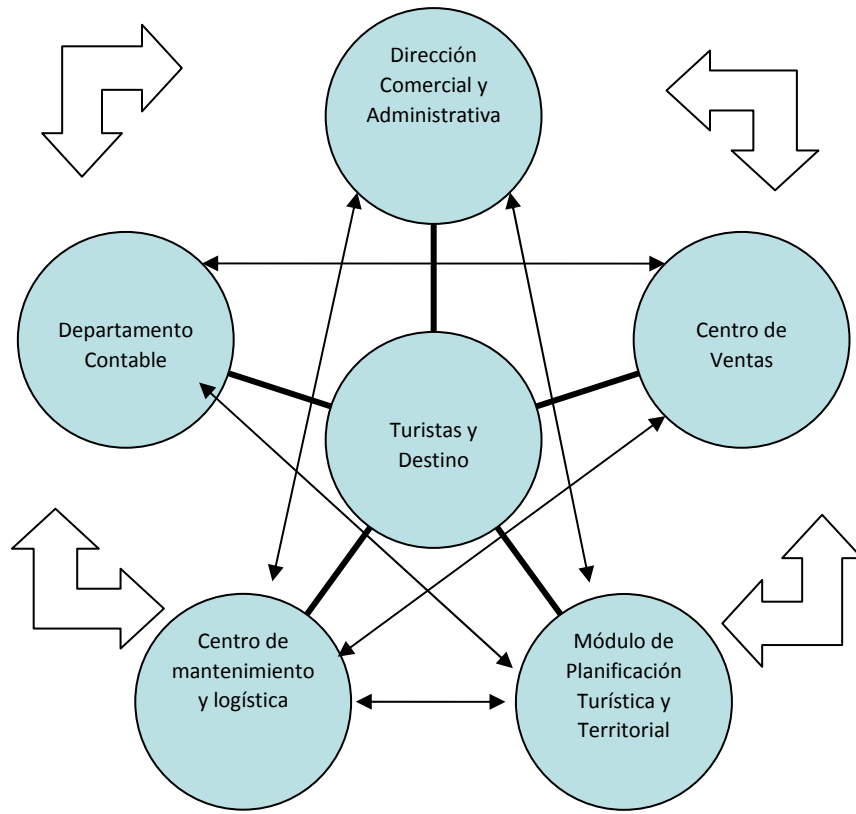 Dirección
Comercial y
Administrativa
Departamento
Contable
Centro de
Ventas
Turistas y
Destino
Centro de
mantenimiento
y logística
Módulo de
Planificación
Turística y
Territorial